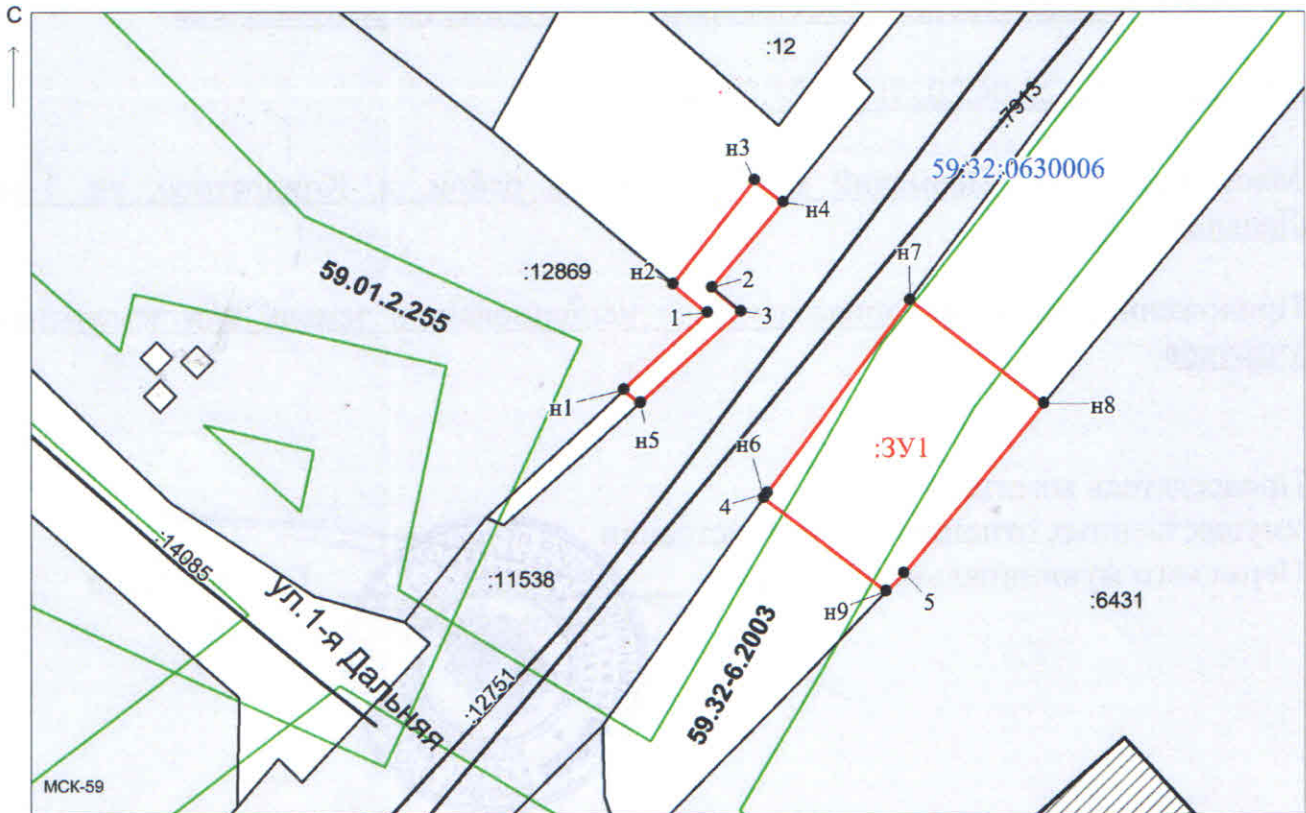 С
:12
:7913
59:32:0630006
н3
н4
н7
:12869
н2
2
59.01.2.255
1
3
н1
н5
н8
:ЗУ1
н6
4
:14085
:11538
ул.1-я Дальняя
н9
5
:6431
59.32-6.2003
:12751
МСК-59